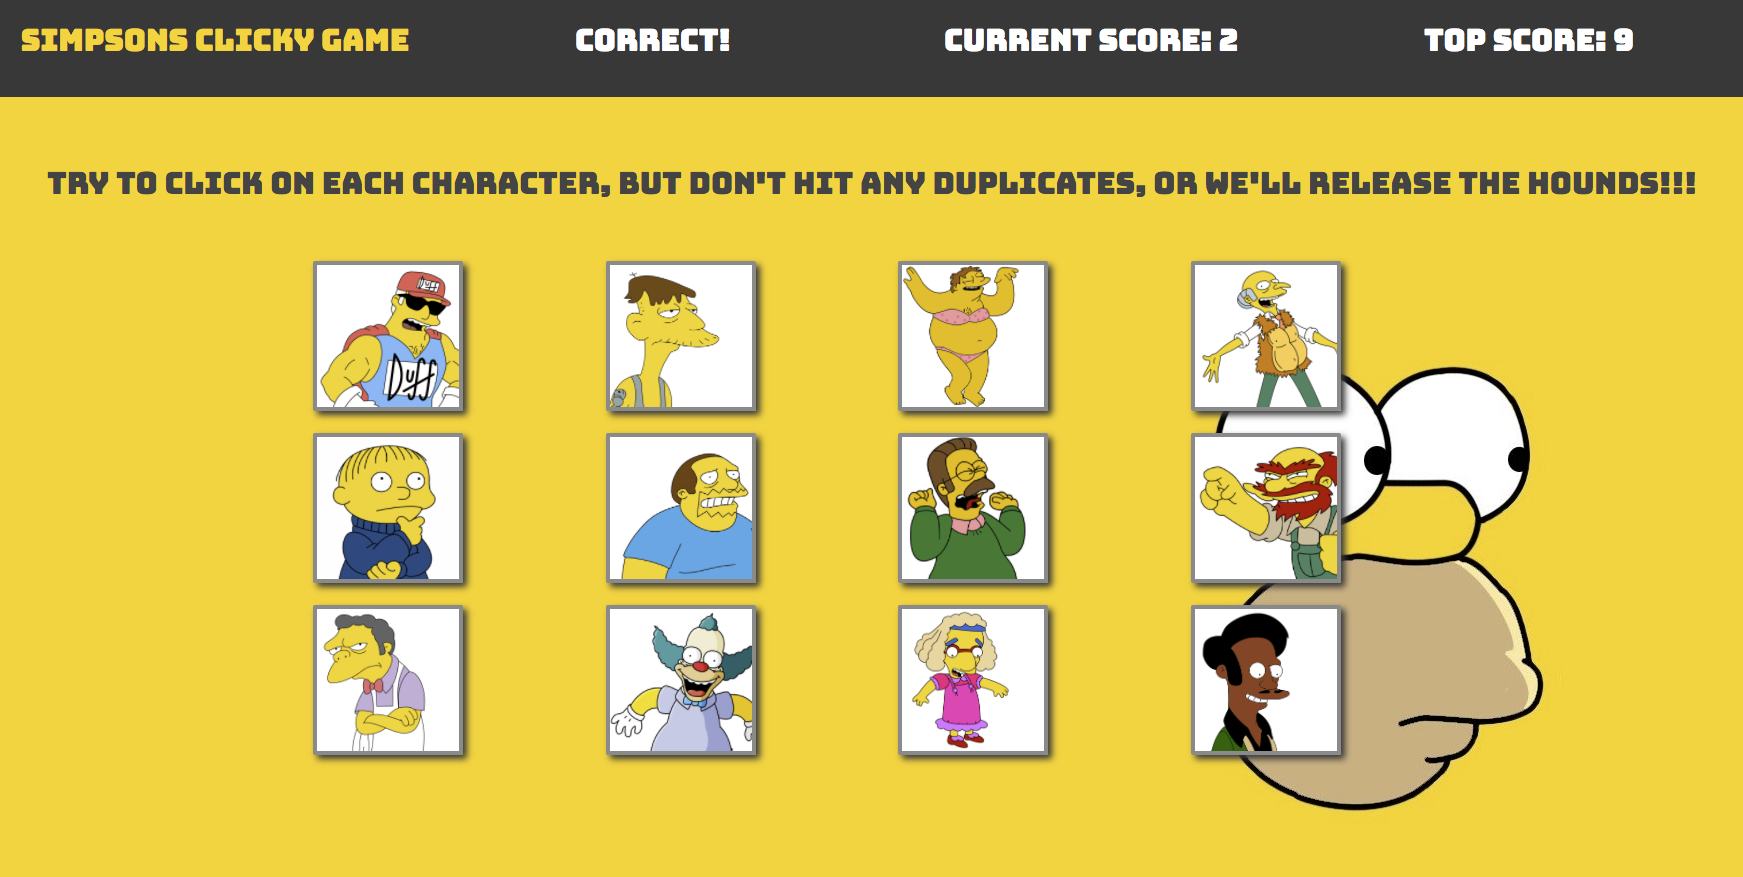 SIMPSONS CLICKY GAME CORRECT! CURRENT SCORE: 2 TOP SCORE: 9
TRY TO CLICK ON EACH CHARACTER, BUT DON'T HIT ANY DUPLICATES, OR WE'LL RELEASE THE HOUNDS!!!
Duff
Duff